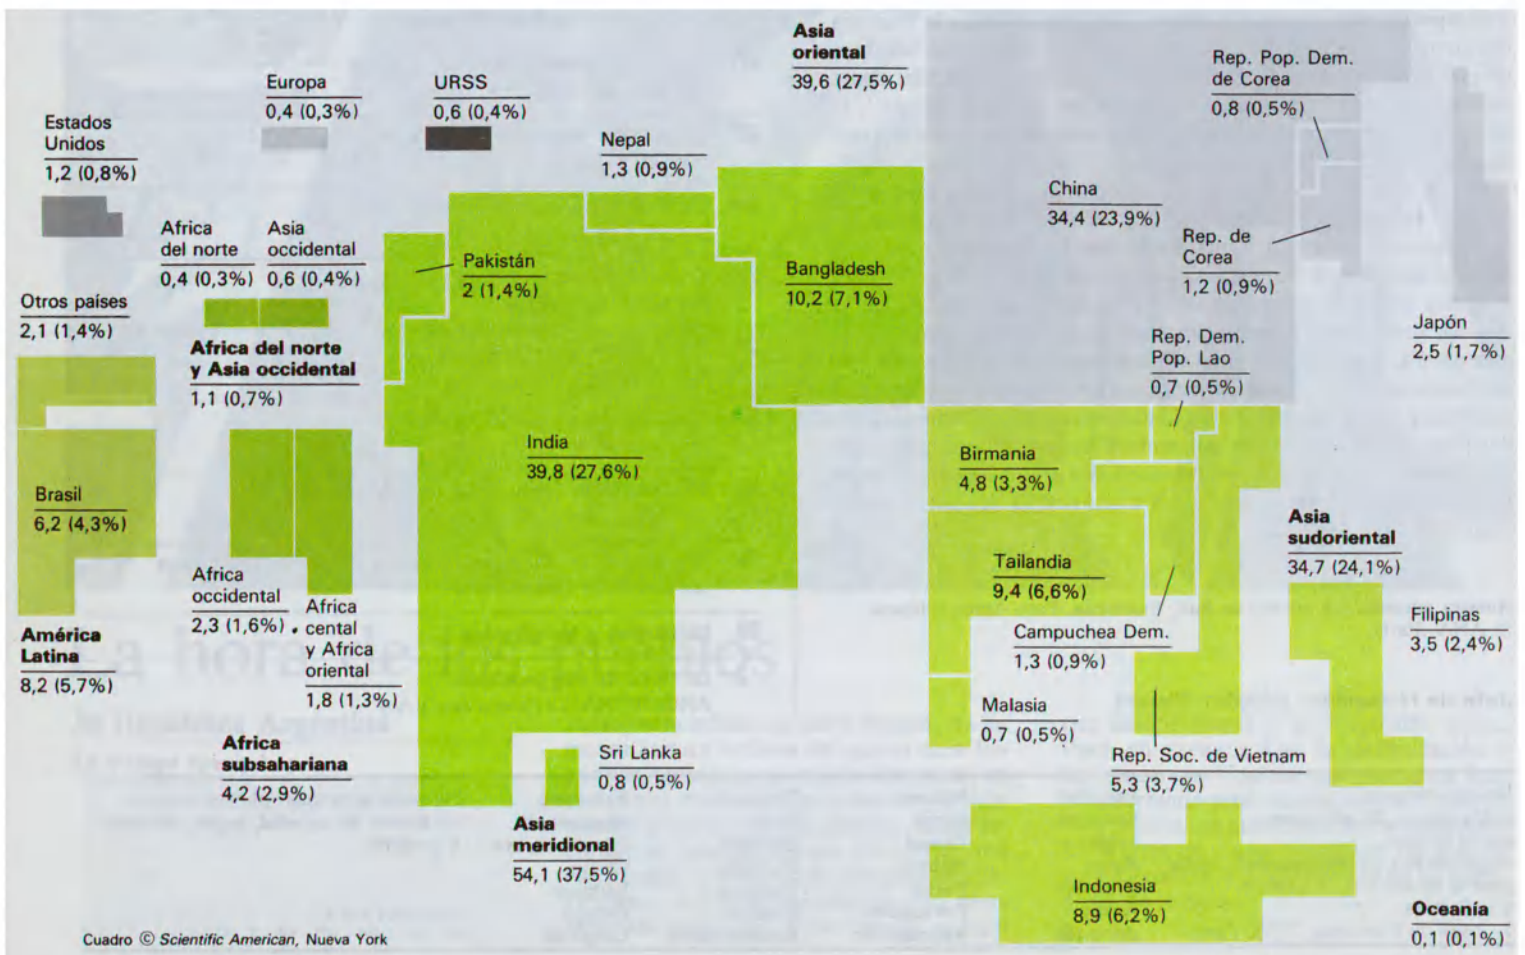 Asia
oriental
39,6 (27,5%)
Rep. Pop. Dem.
de Corea
0,8 (0,5%)
Europa
0,4 (0,3%)
URSS
0,6 (0,4%)
Estados
Unidos
1,2 (0,8%)
Nepal
1,3 (0,9%)
China
34,4 (23,9%)
Africa
del norte
0,4 (0,3%)
Asia
occidental
0,6 (0,4%)
Rep. de
Corea
1,2 (0,9%)
Pakistán
2 (1,4%)
Bangladesh
10,2 (7,1%)
Otros países
2,1 (1,4%)
Japón
2,5 (1,7%)
Africa del norte
y Asia occidental
1,1 (0,7%)
Rep. Dem.
Pop. Lao
0,7 (0,5%)
India
39,8 (27,6%)
Birmania
4,8 (3,3%)
Brasil
6,2 (4,3%)
Asia
sudoriental
34,7 (24,1%)
Tailandia
9,4 (6,6%)
Africa
occidental
2,3 (1,6%)
Africa
cental
y Africa
oriental
1,8 (1,3%)
Filipinas
3,5 (2,4%)
América
Latina
8,2 (5,7%)
Campuchea Dem.
1,3 (0,9%)
Malasia
0,7 (0,5%)
Africa
subsahariana
4,2 (2,9%)
Sri Lanka
0,8 (0,5%)
Rep. Soc. de Vietnam
5,3 (3,7%)
Asia
meridional
54,1 (37,5%)
Indonesia
8,9 (6,2%)
Oceanía
0,1 (0,1%)
Cuadro © Scientific American, Nueva York